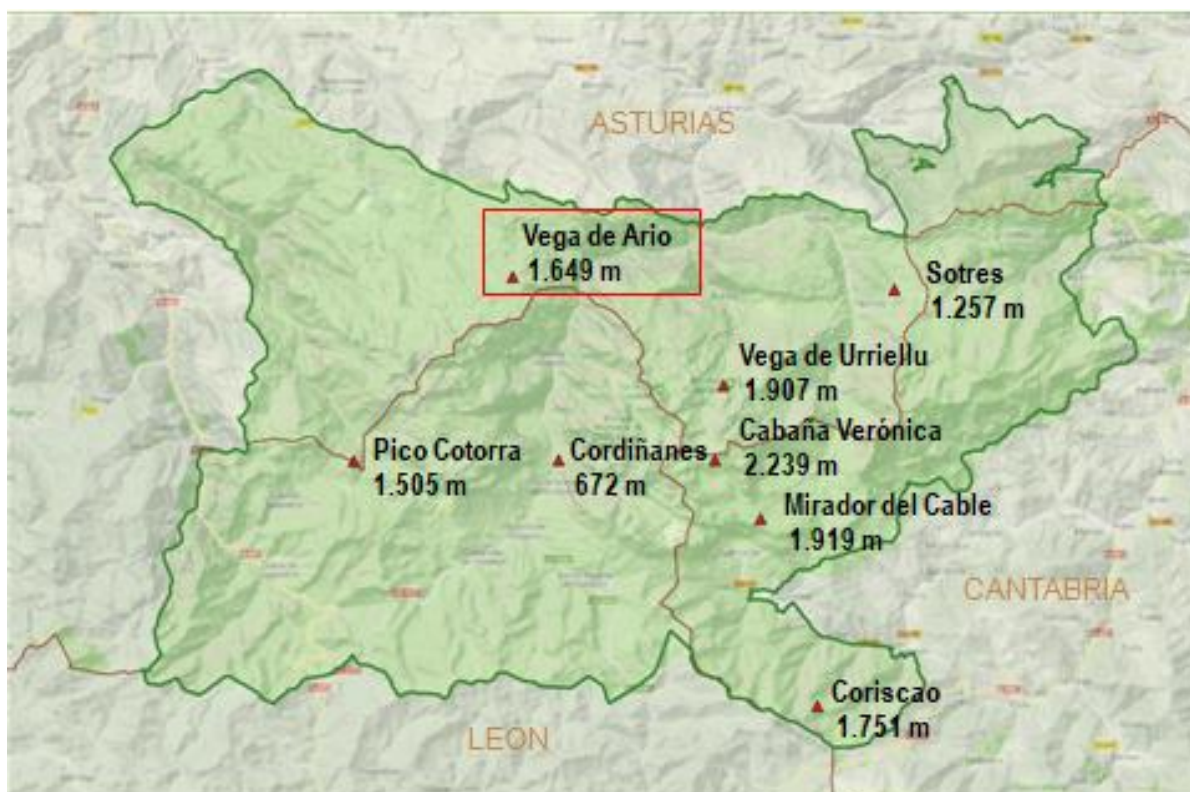 ASTURIAS
Vega de Ario
1.649 m
Sotres
1.257 m
Vega de Urriellu
1.907 m
Pico Cotorra
1.505 m
Cordiñanes
672 m
Cabaña Verónica
2.239 m
Mirador del Cable
1.919 m
CANTABRIA
Coriscao
1.751 m
LEON